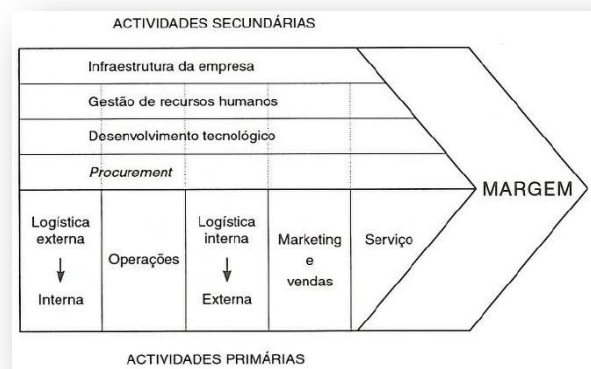 ACTIVIDADES SECUNDÁRIAS
Infraestrutura da empresa
Gestão de recursos humanos
Desenvolvimento tecnológico
Procurement
MARGEM
Logística
externa
Interna
Operações
Logística
interna
Externa
Marketing
e
vendas
Serviço
ACTIVIDADES PRIMÁRIAS